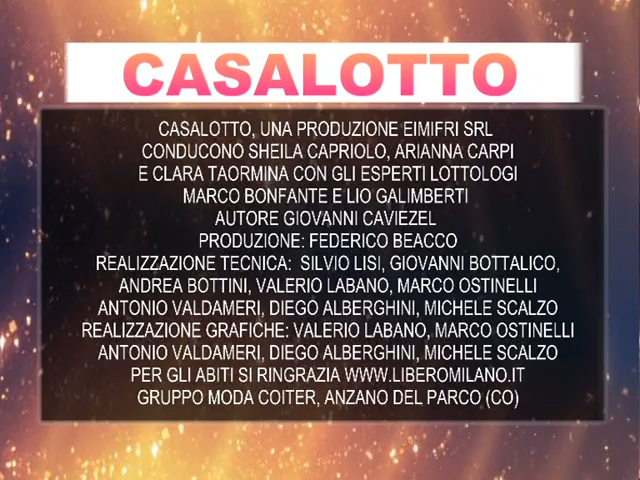 CASALOTTO
CASALOTTO, UNA PRODUZIONE EIMIFRI SRL
CONDUCONO SHEILA CAPRIOLO, ARIANNA CARPI
E CLARA TAORMINA CON GLI ESPERTI LOTTOLOGI
MARCO BONFANTE E LIO GALIMBERTI
AUTORE GIOVANNI CAVIEZEL
PRODUZIONE: FEDERICO BEACCO
REALIZZAZIONE TECNICA: SILVIO LISI, GIOVANNI BOTTALICO,
ANDREA BOTTINI, VALERIO LABANO, MARCO OSTINELLI
ANTONIO VALDAMERI, DIEGO ALBERGHINI, MICHELE SCALZO
REALIZZAZIONE GRAFICHE: VALERIO LABANO, MARCO OSTINELLI
ANTONIO VALDAMERI, DIEGO ALBERGHINI, MICHELE SCALZO
PER GLI ABITI SI RINGRAZIA WWW.LIBEROMILANO.IT
GRUPPO MODA COITER, ANZANO DEL PARCO (CO)